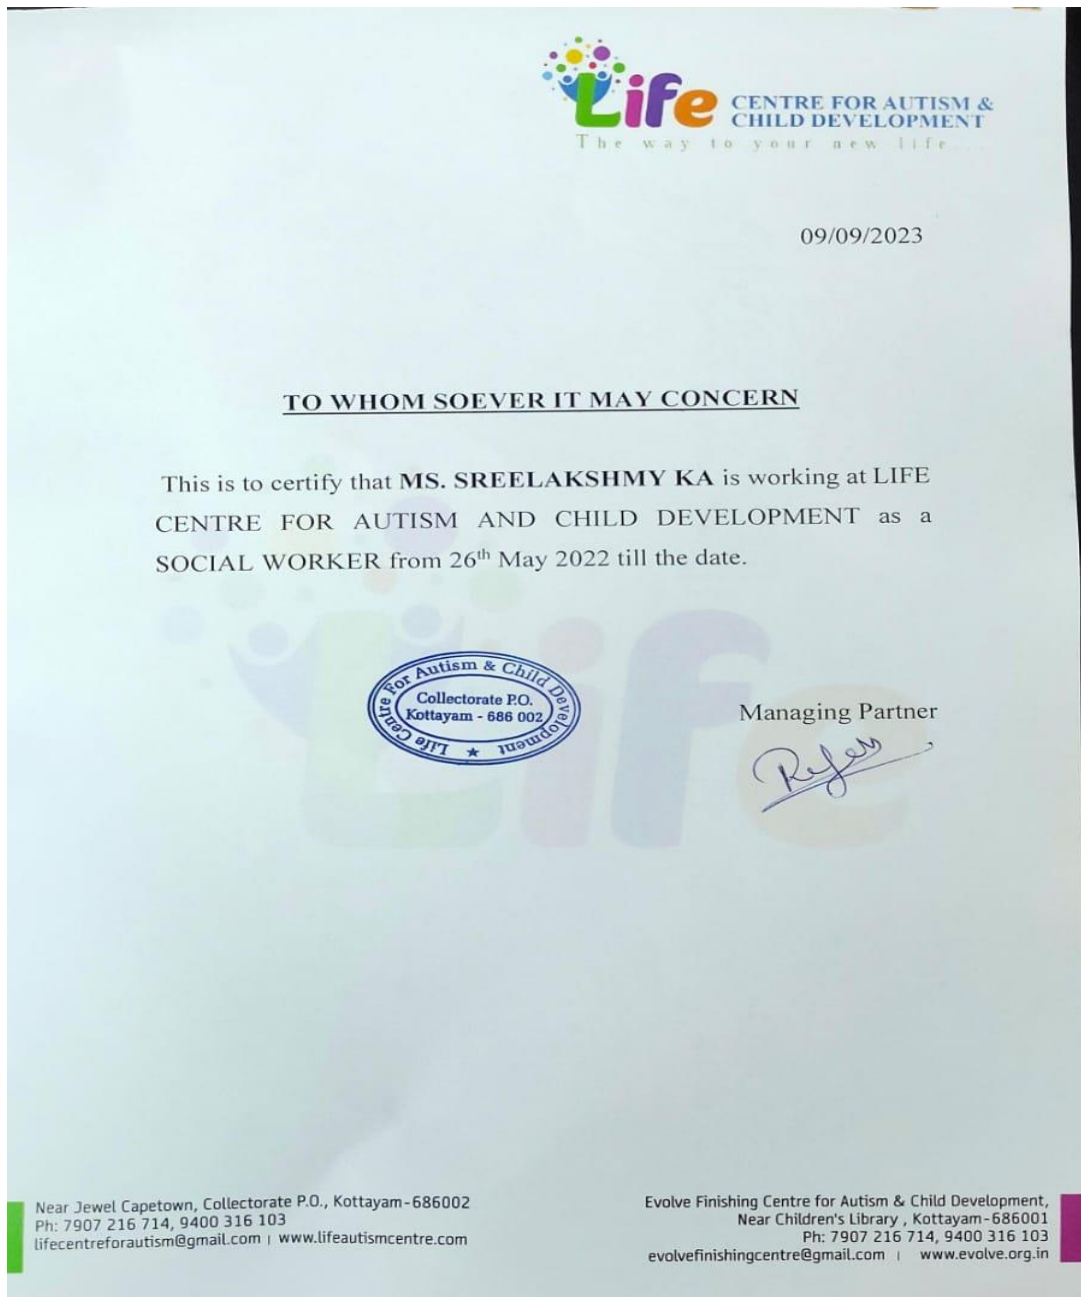 Life CENTRE FOR AUTISM &
CHILD DEVELOPMENT
The way to your new life...
09/09/2023
TO WHOM SOEVER IT MAY CONCERN
This is to certify that MS. SREELAKSHMY KA is working at LIFE
CENTRE FOR AUTISM AND CHILD DEVELOPMENT as a
SOCIAL WORKER from 26th May 2022 till the date.
Life
Life Centre For Autism & Child Development ★
Collectorate P.O.
Kottayam - 686 002
Managing Partner
Near Jewel Capetown, Collectorate P.O., Kottayam-686002
Ph: 7907 216 714, 9400 316 103
lifecentreforautism@gmail.com | www.lifeautismcentre.com
Evolve Finishing Centre for Autism & Child Development,
Near Children's Library , Kottayam-686001
Ph: 7907 216 714, 9400 316 103
evolvefinishingcentre@gmail.com | www.evolve.org.in